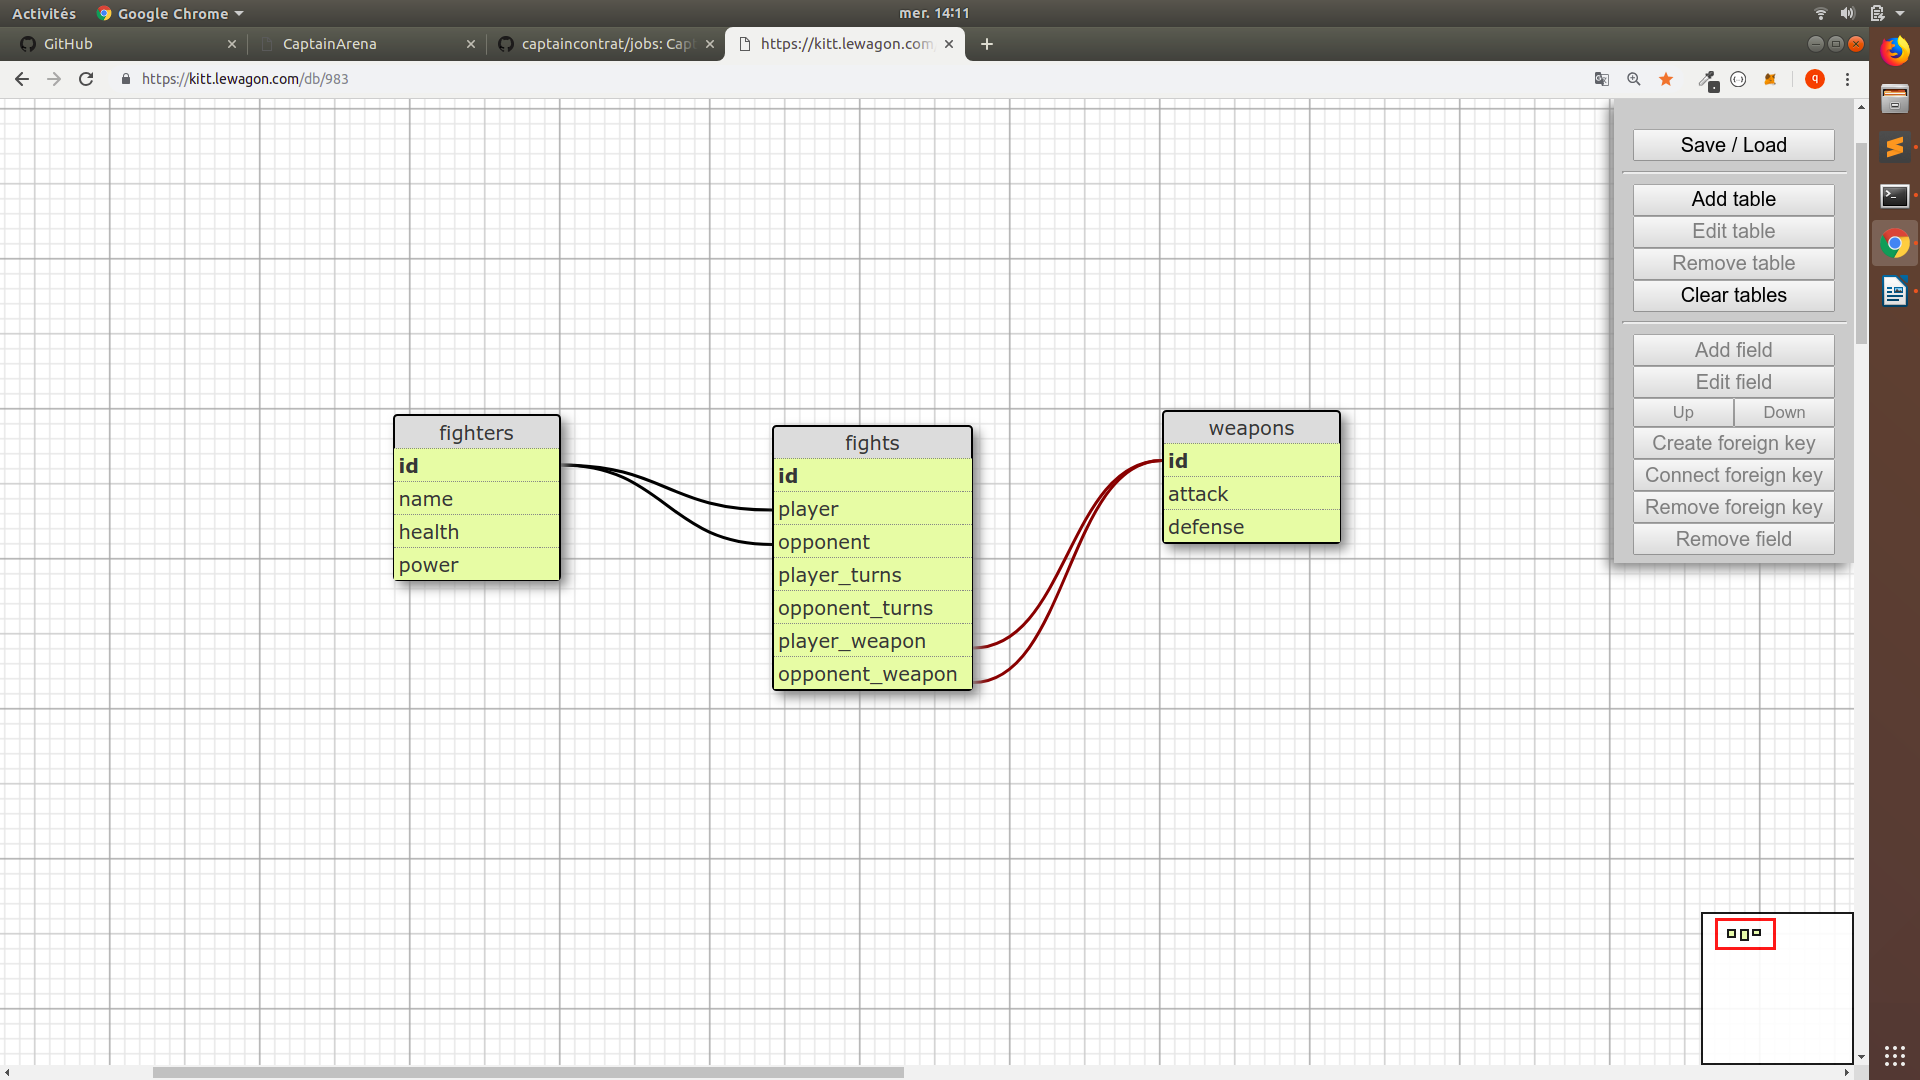 Activités
Google Chrome
mer. 14:11
GitHub
CaptainArena
captaincontrat/jobs: Cap
https://kitt.lewagon.com
https://kitt.lewagon.com/db/983
q
Save / Load
Add table
Edit table
Remove table
Clear tables
Add field
Edit field
Up
Down
Create foreign key
Connect foreign key
Remove foreign key
Remove field
fighters
id
name
health
power
fights
id
player
opponent
player_turns
opponent_turns
player_weapon
opponent_weapon
weapons
id
attack
defense